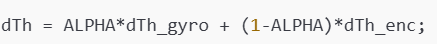 dTh = ALPHA*dTh_gyro + (1-ALPHA)*dTh_enc;